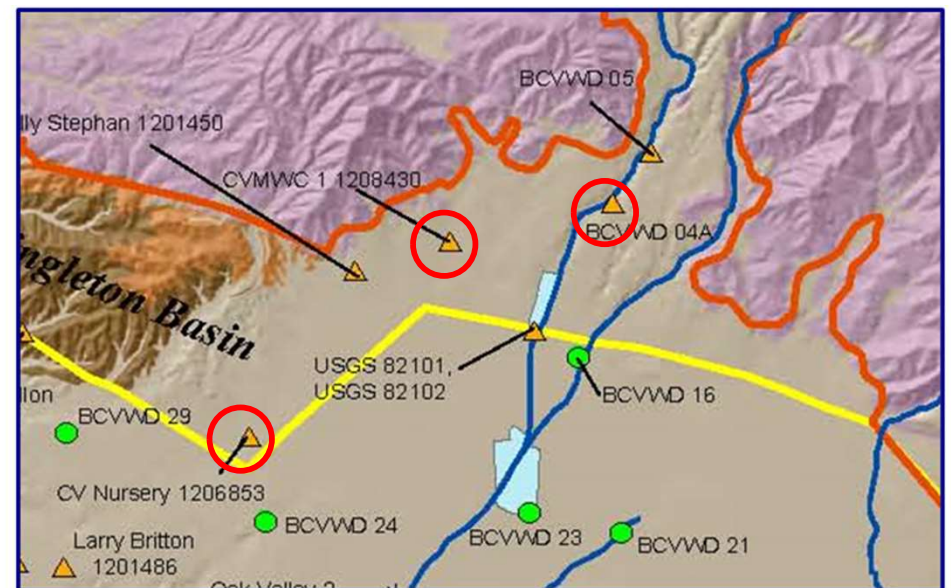 BCVWD 05
lly Stephan 1201450
CVMWC 1 1208430
BCVWD 04A
ngleton Basin
USGS 82101,
USGS 82102
BCVWD 16
llon
BCVWD 29
CV Nursery 1206853
BCVWD 24
BCVWD 23
BCVWD 21
Larry Britton
1201486